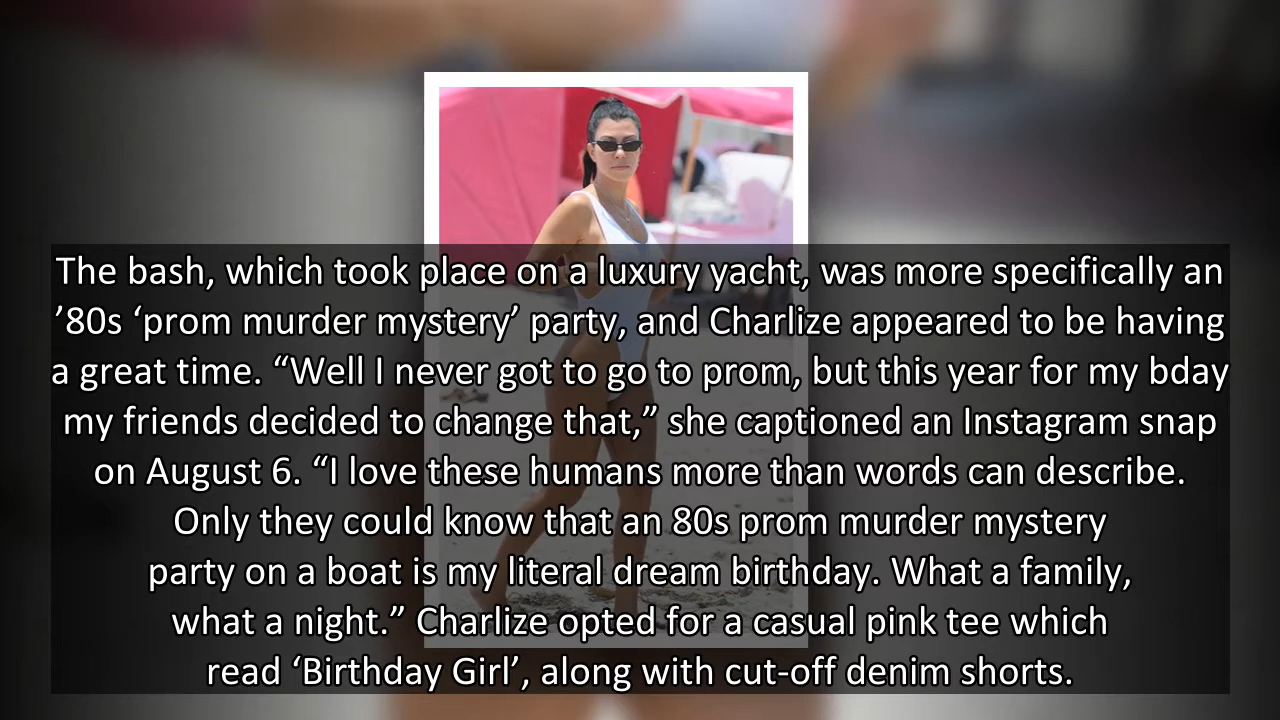 The bash, which took place on a luxury yacht, was more specifically an
’80s ‘prom murder mystery’ party, and Charlize appeared to be having
a great time. “Well I never got to go to prom, but this year for my bday
my friends decided to change that,” she captioned an Instagram snap
on August 6. “I love these humans more than words can describe.
Only they could know that an 80s prom murder mystery
party on a boat is my literal dream birthday. What a family,
what a night.” Charlize opted for a casual pink tee which
read ‘Birthday Girl’, along with cut-off denim shorts.